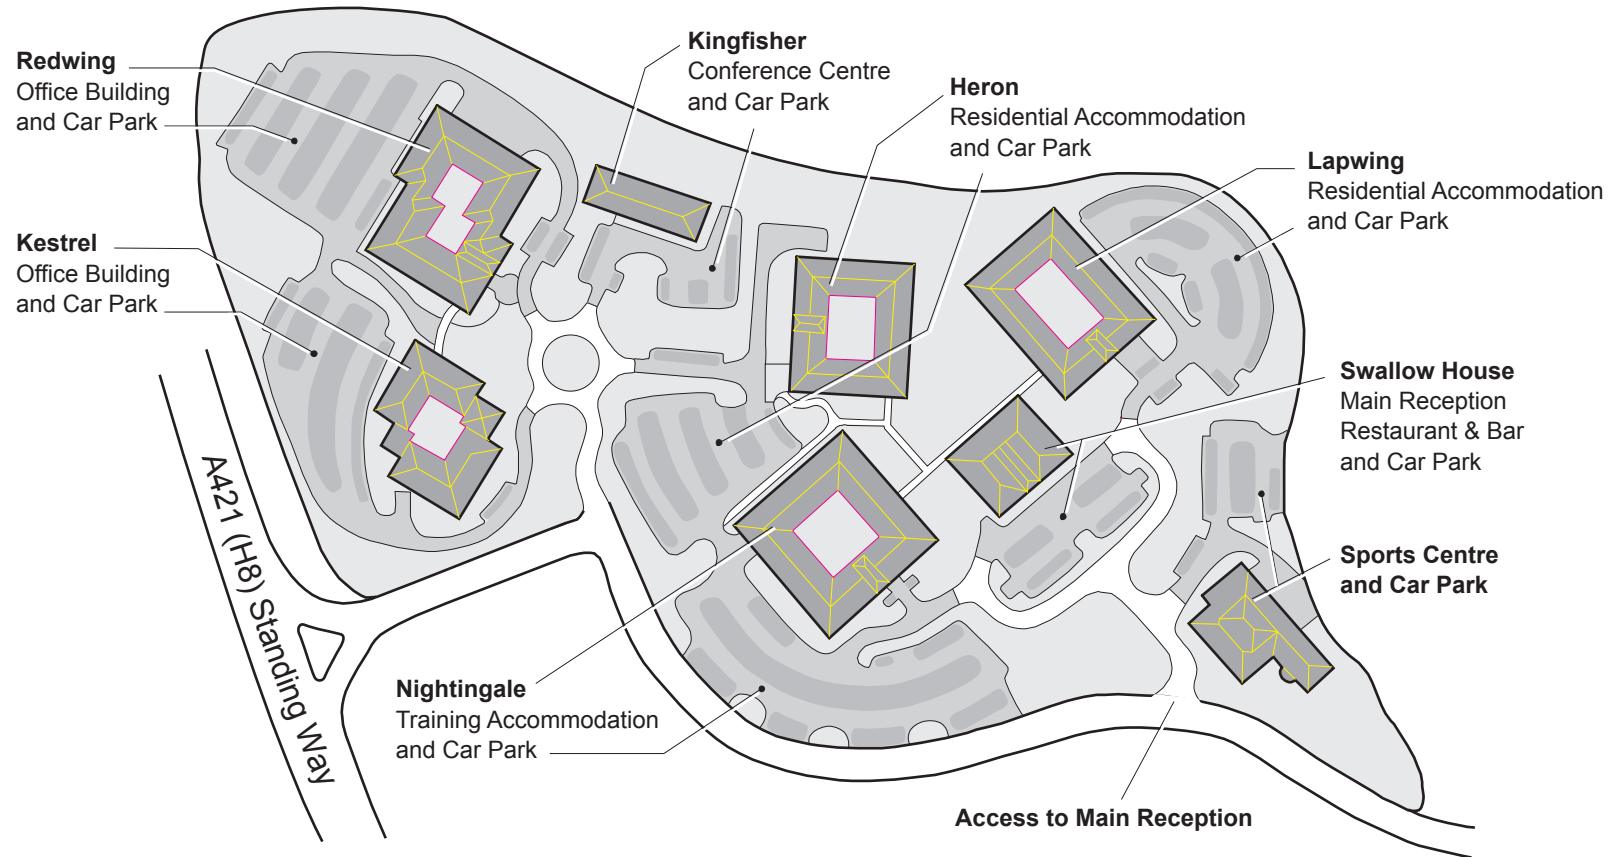 Redwing
Office Building
and Car Park
Kingfisher
Conference Centre
and Car Park
Heron
Residential Accommodation
and Car Park
Lapwing
Residential Accommodation
and Car Park
Kestrel
Office Building
and Car Park
Swallow House
Main Reception
Restaurant & Bar
and Car Park
A421 (H8) Standing Way
Sports Centre
and Car Park
Nightingale
Training Accommodation
and Car Park
Access to Main Reception